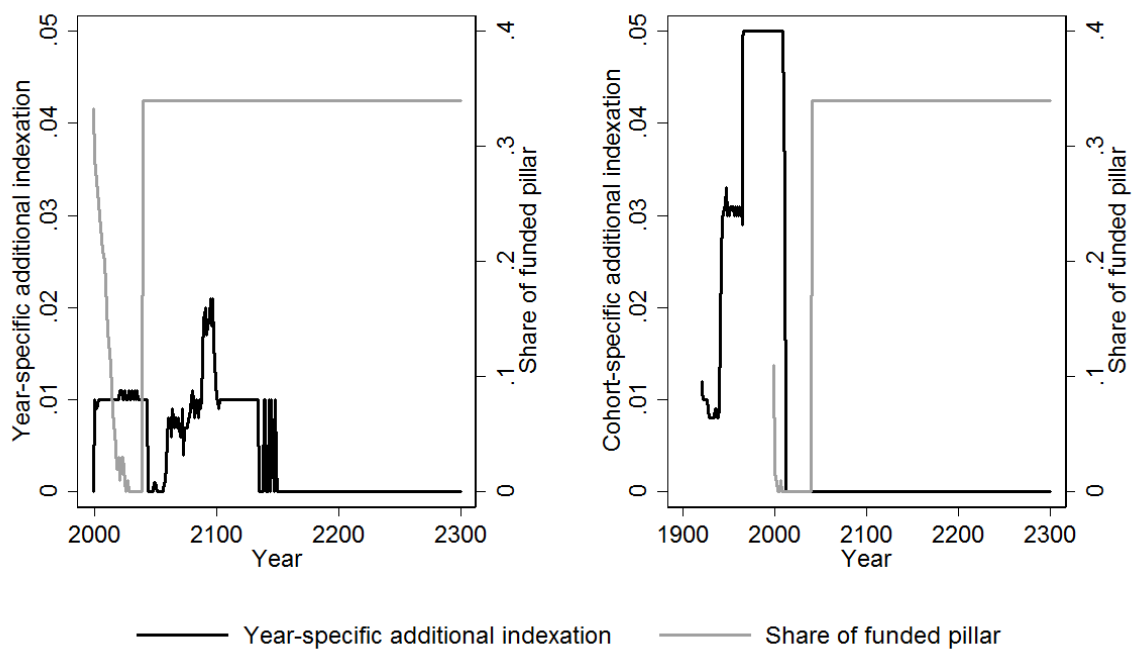 Year-specific additional indexation
0 .01 .02 .03 .04 .05
0 .1 .2 .3 .4
Share of funded pillar
2000 2100 2200 2300
Year
Cohort-specific additional indexation
0 .01 .02 .03 .04 .05
0 .1 .2 .3 .4
Share of funded pillar
1900 2000 2100 2200 2300
Year
Year-specific additional indexation
Share of funded pillar